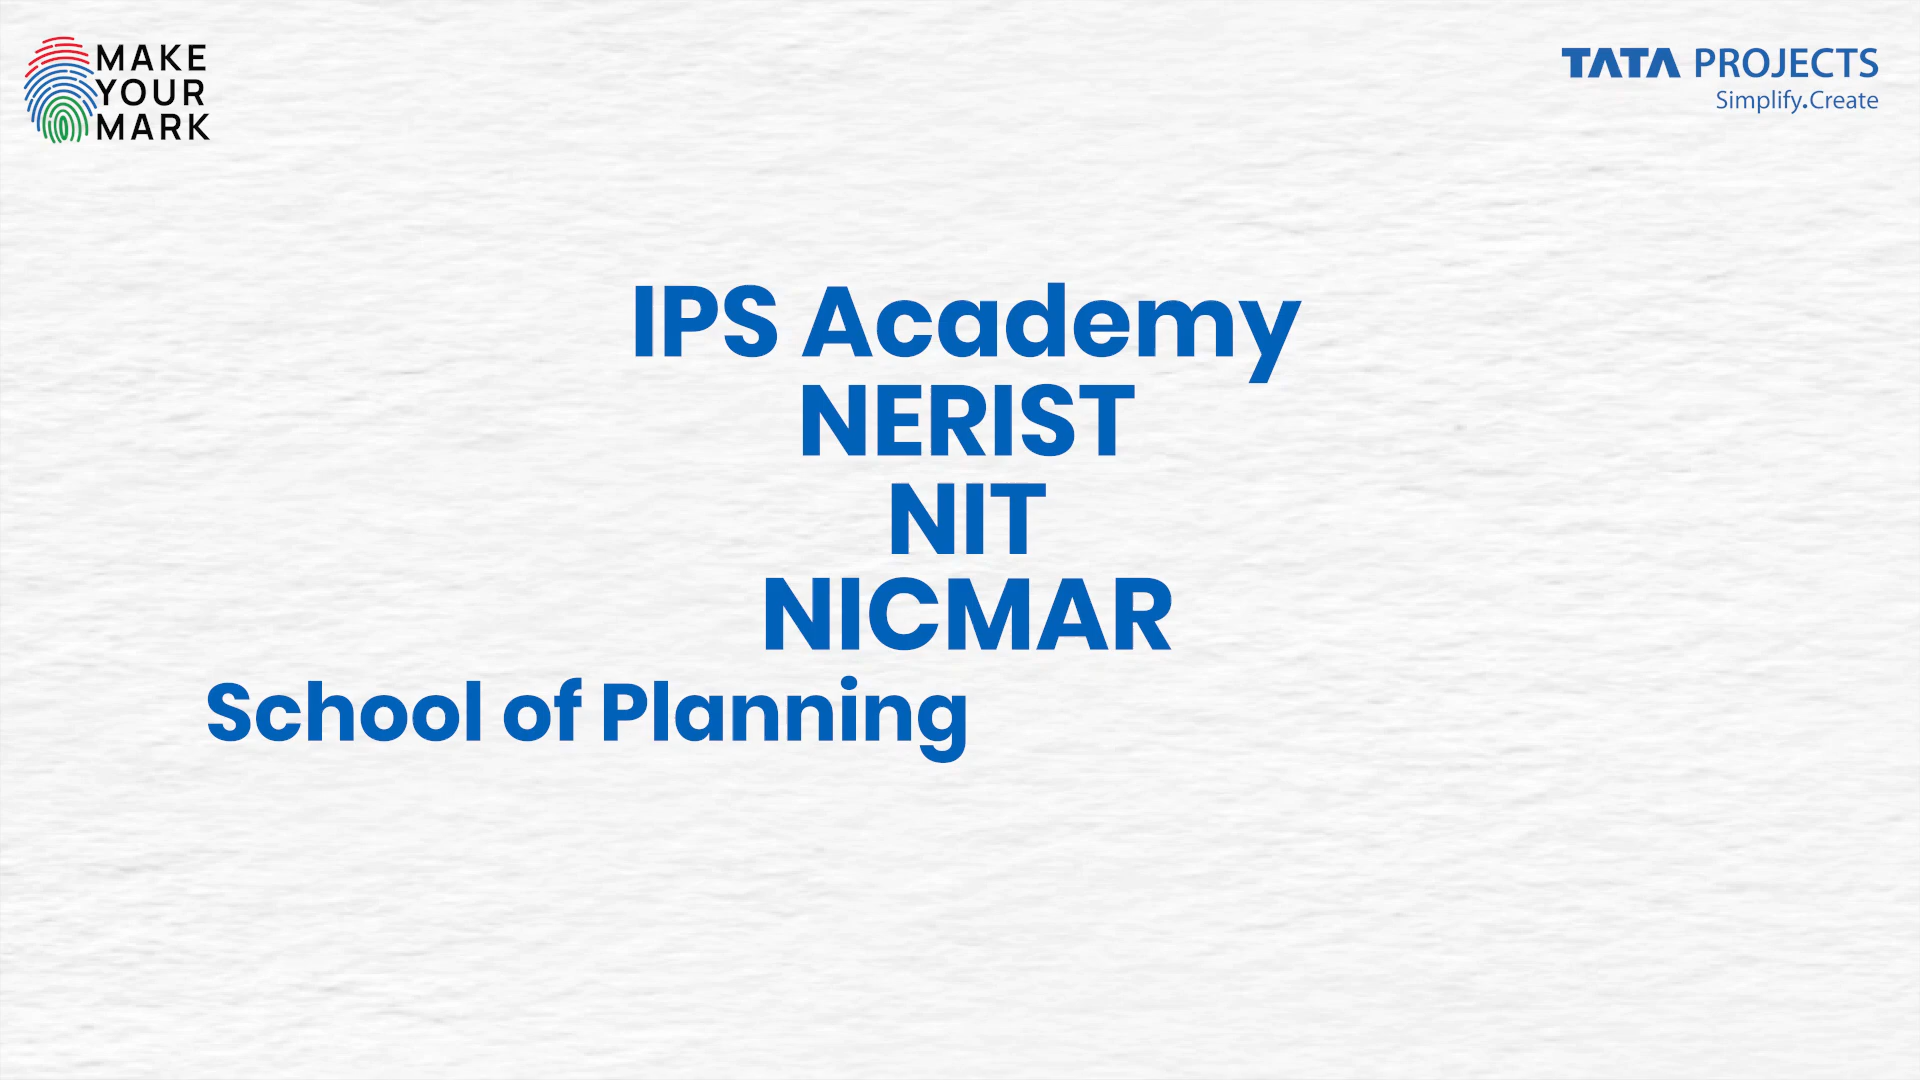 MAKE
YOUR
MARK
TATA PROJECTS
Simplify.Create
IPS Academy
NERIST
NIT
NICMAR
School of Planning